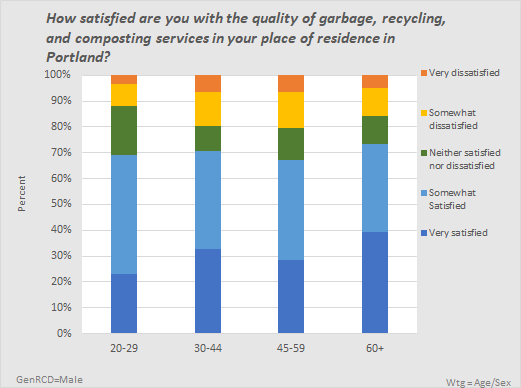 How satisfied are you with the quality of garbage, recycling,
and composting services in your place of residence in
Portland?
100%
90%
80%
70%
60%
50%
40%
30%
20%
10%
0%
Percent
20-29
30-44
45-59
60+
Very dissatisfied
Somewhat
dissatisfied
Neither satisfied
nor dissatisfied
Somewhat
Satisfied
Very satisfied
GenRCD=Male
Wtg = Age/Sex